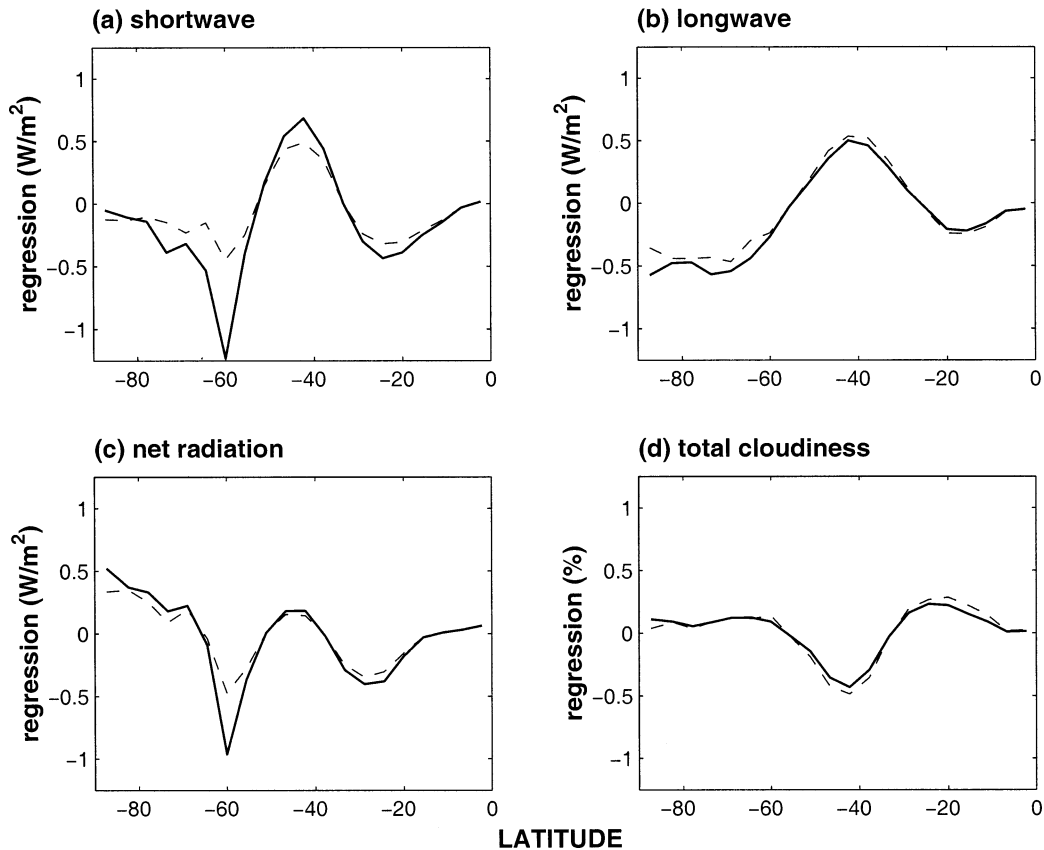 (a) shortwave
regression (W/m²)
1
0.5
0
−0.5
−1
−80 −60 −40 −20 0
(b) longwave
regression (W/m²)
1
0.5
0
−0.5
−1
−80 −60 −40 −20 0
(c) net radiation
regression (W/m²)
1
0.5
0
−0.5
−1
−80 −60 −40 −20 0
(d) total cloudiness
regression (%)
1
0.5
0
−0.5
−1
−80 −60 −40 −20 0
LATITUDE